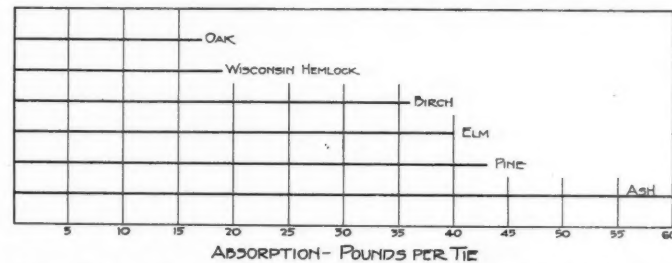 OAK
WISCONSIN HEMLOCK
BIRCH
ELM
PINE
ASH
5 10 15 20 25 30 35 40 45 50 55 60
ABSORPTION- POUNDS PER TIE